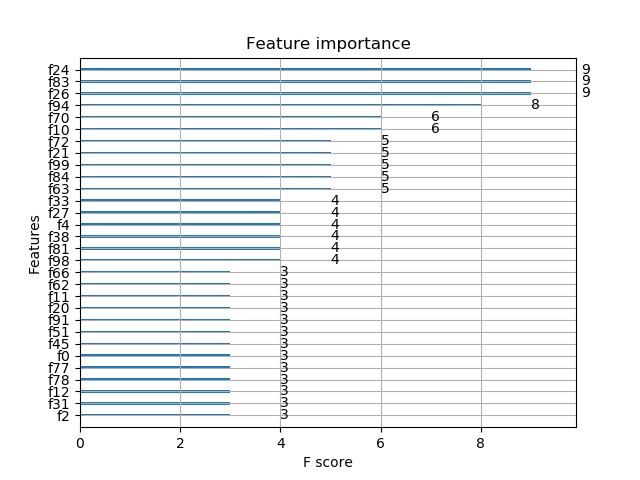 Feature importance
f24 9
f83 9
f26 9
f94 8
f70 6
f10 6
f72 5
f21 5
f99 5
f84 5
f63 5
f33 4
f27 4
f4 4
f38 4
f81 4
f98 4
f66 3
f62 3
f11 3
f20 3
f91 3
f51 3
f45 3
f0 3
f77 3
f78 3
f12 3
f31 3
f2 3
Features
0 2 4 6 8
F score